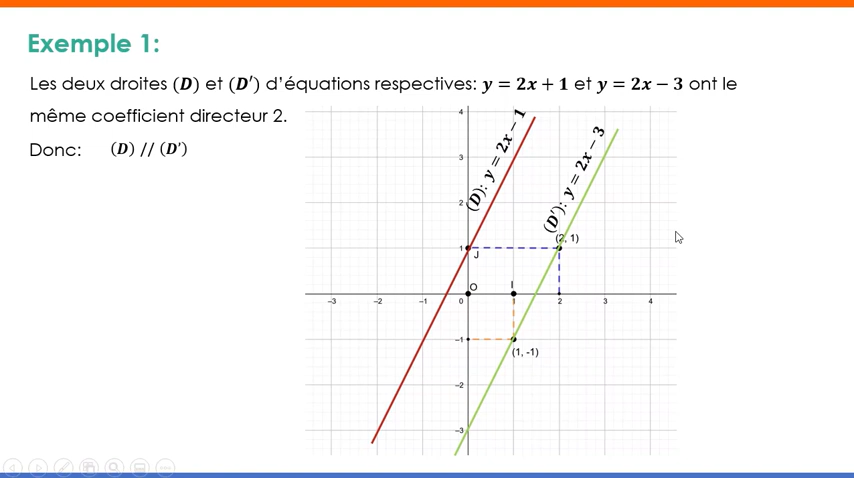 Exemple 1:
Les deux droites (D) et (D′) d’équations respectives: y = 2x + 1 et y = 2x − 3 ont le
même coefficient directeur 2.
Donc: (D) // (D′)
(D): y = 2x − 1
(D′): y = 2x − 3
4
3
2
1
J
(2, 1)
O
I
−3 −2 −1 0 1 2 3 4
−1
(1, -1)
−2
−3